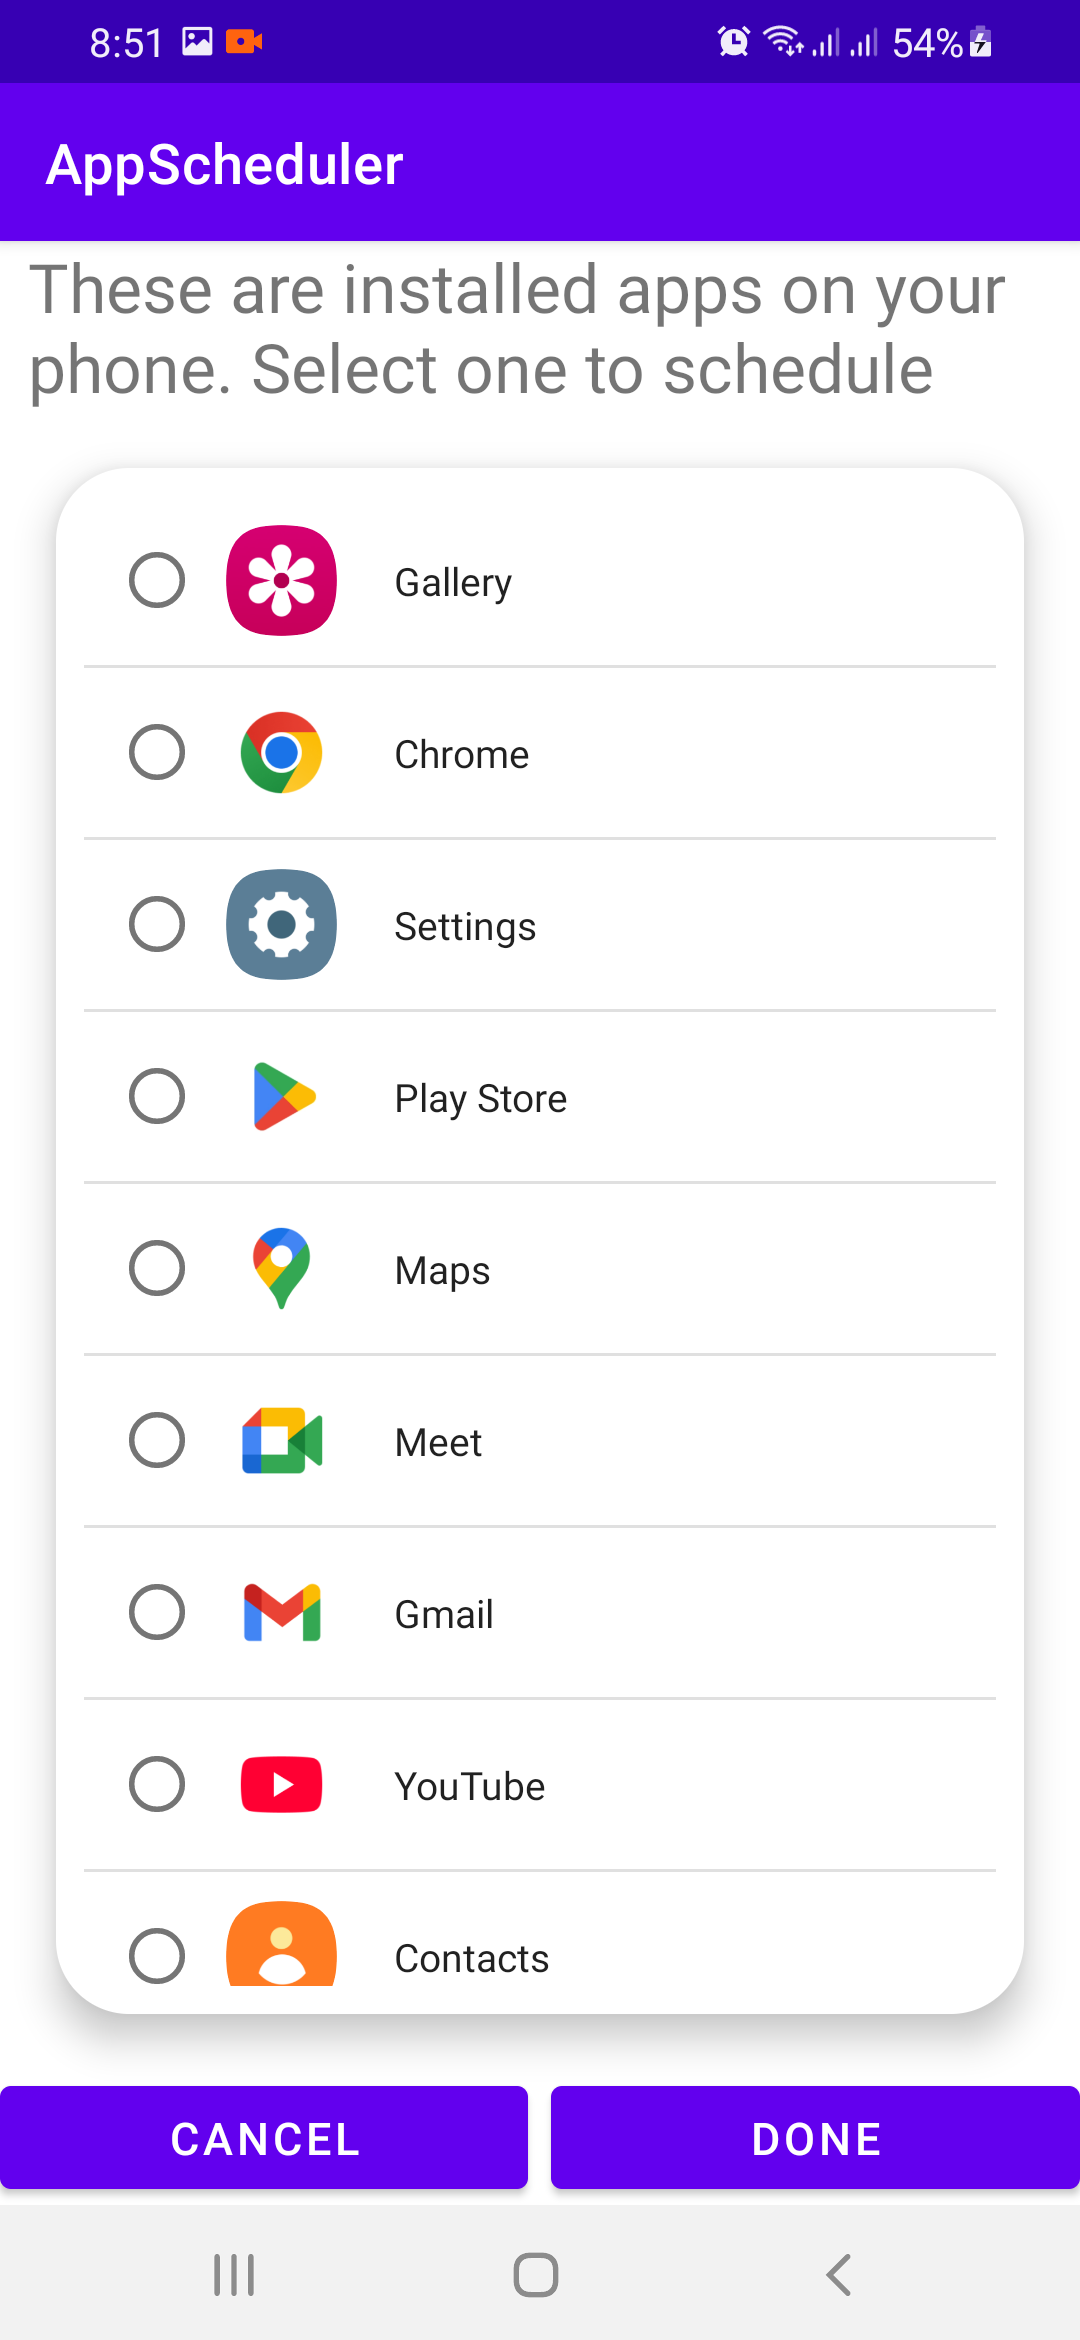 8:51 54%
AppScheduler
These are installed apps on your
phone. Select one to schedule
Gallery
Chrome
Settings
Play Store
Maps
Meet
Gmail
YouTube
Contacts
CANCEL DONE